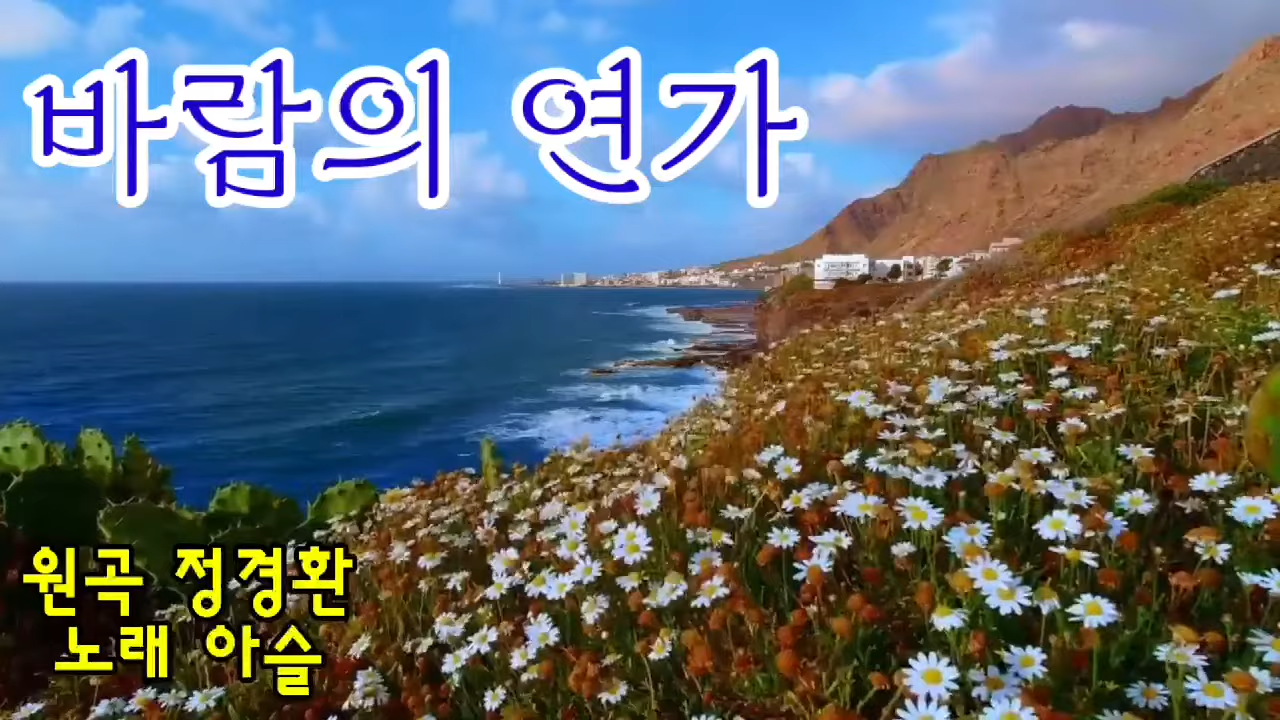 바람의 연가
원곡 정경환
노래 아슬